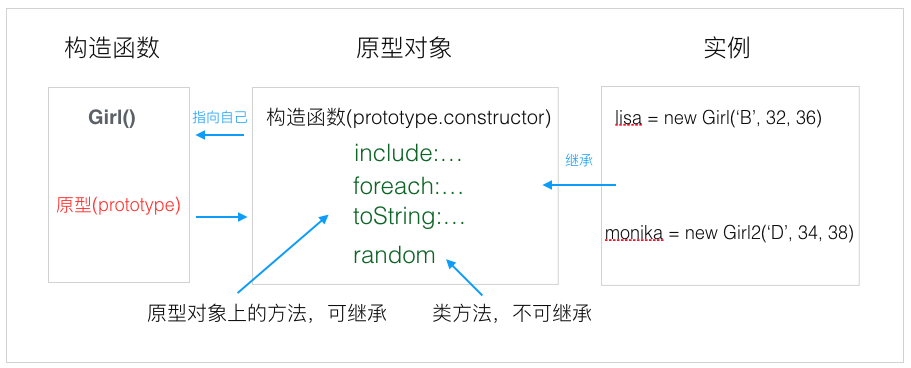 构造函数
原型对象
实例
Girl()
指向自己
构造函数(prototype.constructor)
lisa = new Girl(‘B’, 32, 36)
include:…
继承
foreach:…
原型(prototype)
toString:…
monika = new Girl2(‘D’, 34, 38)
random
原型对象上的方法，可继承
类方法，不可继承